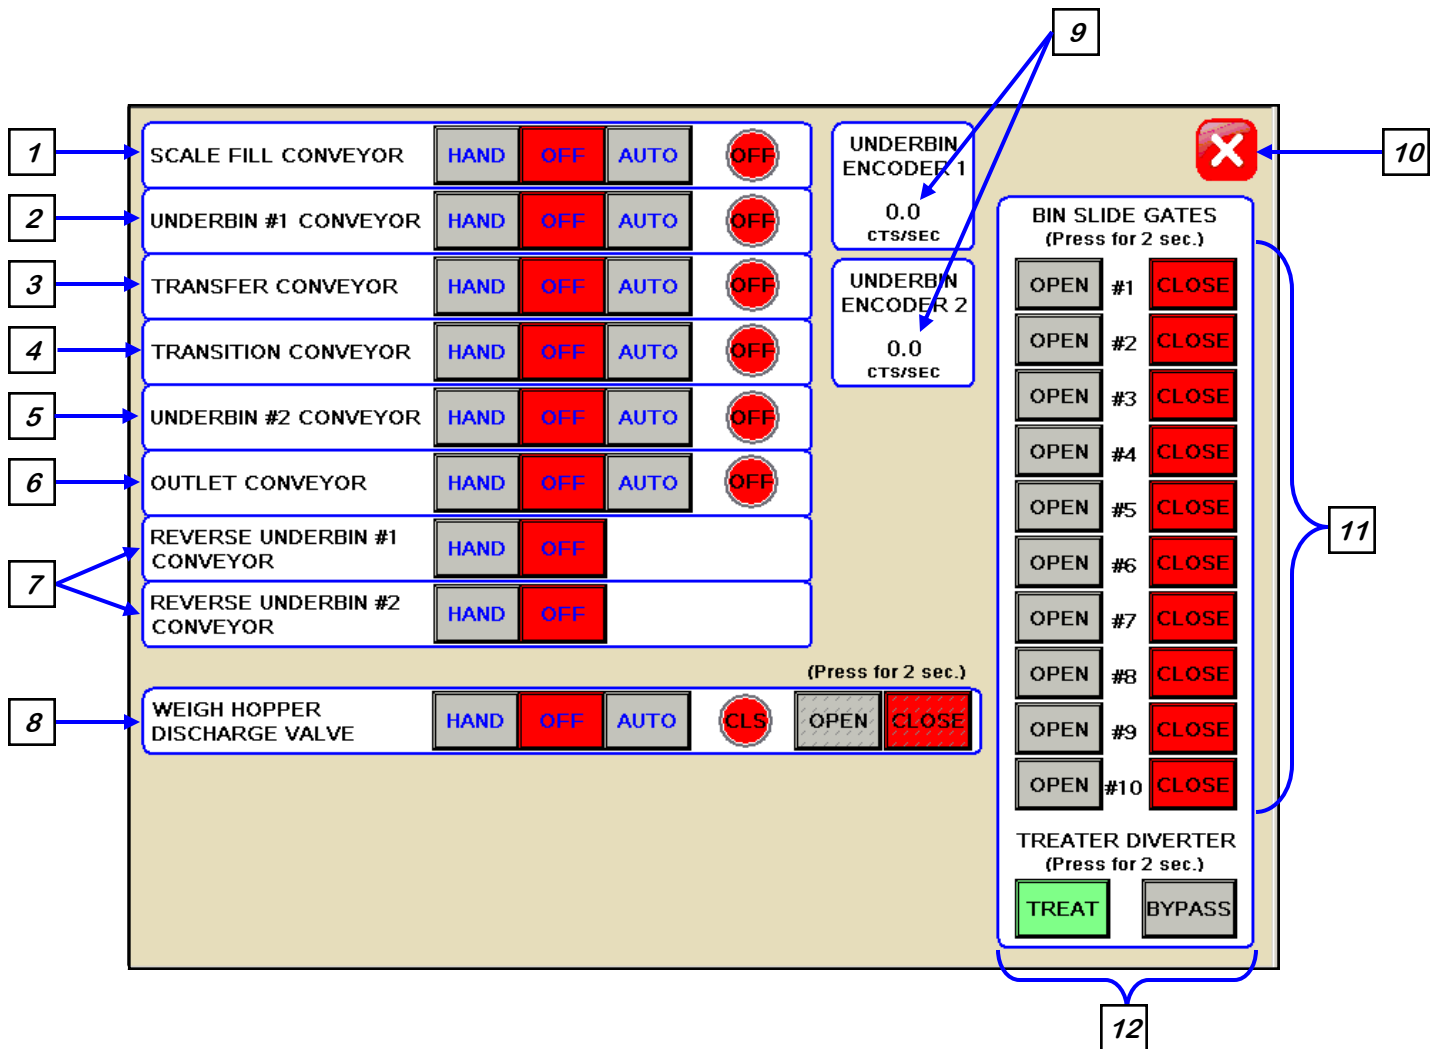 9
1
SCALE FILL CONVEYOR HAND OFF AUTO OFF
UNDERBIN
ENCODER 1
0.0
CTS/SEC
10
2
UNDERBIN #1 CONVEYOR HAND OFF AUTO OFF
3
TRANSFER CONVEYOR HAND OFF AUTO OFF
UNDERBIN
ENCODER 2
0.0
CTS/SEC
4
TRANSITION CONVEYOR HAND OFF AUTO OFF
5
UNDERBIN #2 CONVEYOR HAND OFF AUTO OFF
6
OUTLET CONVEYOR HAND OFF AUTO OFF
7
REVERSE UNDERBIN #1
CONVEYOR
HAND OFF
REVERSE UNDERBIN #2
CONVEYOR
HAND OFF
(Press for 2 sec.)
8
WEIGH HOPPER
DISCHARGE VALVE
HAND OFF AUTO CLS OPEN CLOSE
BIN SLIDE GATES
(Press for 2 sec.)
OPEN #1 CLOSE
OPEN #2 CLOSE
OPEN #3 CLOSE
OPEN #4 CLOSE
OPEN #5 CLOSE
OPEN #6 CLOSE
OPEN #7 CLOSE
OPEN #8 CLOSE
OPEN #9 CLOSE
OPEN #10 CLOSE
11
TREATER DIVERTER
(Press for 2 sec.)
TREAT BYPASS
12